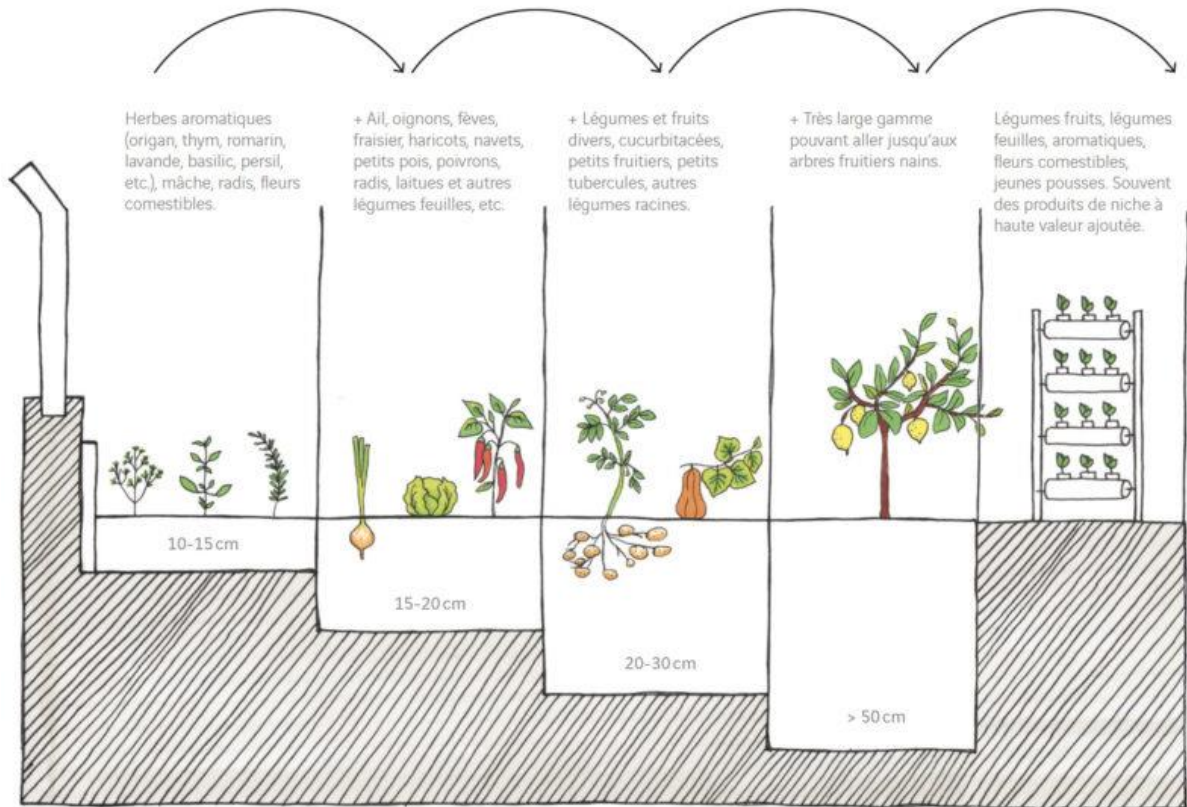 Herbes aromatiques
(origan, thym, romarin,
lavande, basilic, persil,
etc.), mâche, radis, fleurs
comestibles.
+ Ail, oignons, fèves,
fraisier, haricots, navets,
petits pois, poivrons,
radis, laitues et autres
légumes feuilles, etc.
+ Légumes et fruits
divers, cucurbitacées,
petits fruitiers, petits
tubercules, autres
légumes racines.
+ Très large gamme
pouvant aller jusqu'aux
arbres fruitiers nains.
Légumes fruits, légumes
feuilles, aromatiques,
fleurs comestibles,
jeunes pousses. Souvent
des produits de niche à
haute valeur ajoutée.
10-15 cm
15-20 cm
20-30 cm
> 50 cm